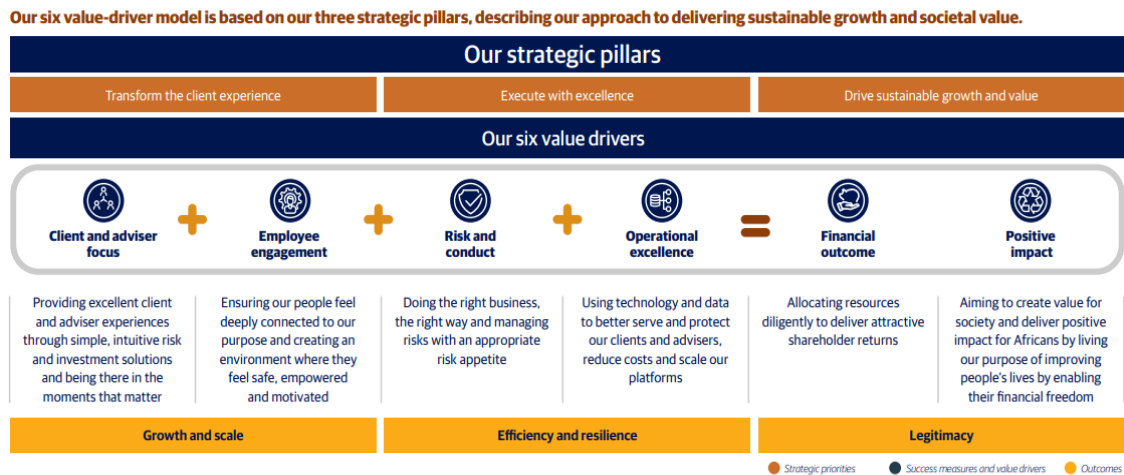 Our six value-driver model is based on our three strategic pillars, describing our approach to delivering sustainable growth and societal value.
Our strategic pillars
Transform the client experience
Execute with excellence
Drive sustainable growth and value
Our six value drivers
Client and adviser
focus
Employee
engagement
Risk and
conduct
Operational
excellence
Financial
outcome
Positive
impact
Providing excellent client
and adviser experiences
through simple, intuitive risk
and investment solutions
and being there in the
moments that matter
Ensuring our people feel
deeply connected to our
purpose and creating an
environment where they
feel safe, empowered
and motivated
Doing the right business,
the right way and managing
risks with an appropriate
risk appetite
Using technology and data
to better serve and protect
our clients and advisers,
reduce costs and scale our
platforms
Allocating resources
diligently to deliver attractive
shareholder returns
Aiming to create value for
society and deliver positive
impact for Africans by living
our purpose of improving
people's lives by enabling
their financial freedom
Growth and scale
Efficiency and resilience
Legitimacy
Strategic priorities
Success measures and value drivers
Outcomes